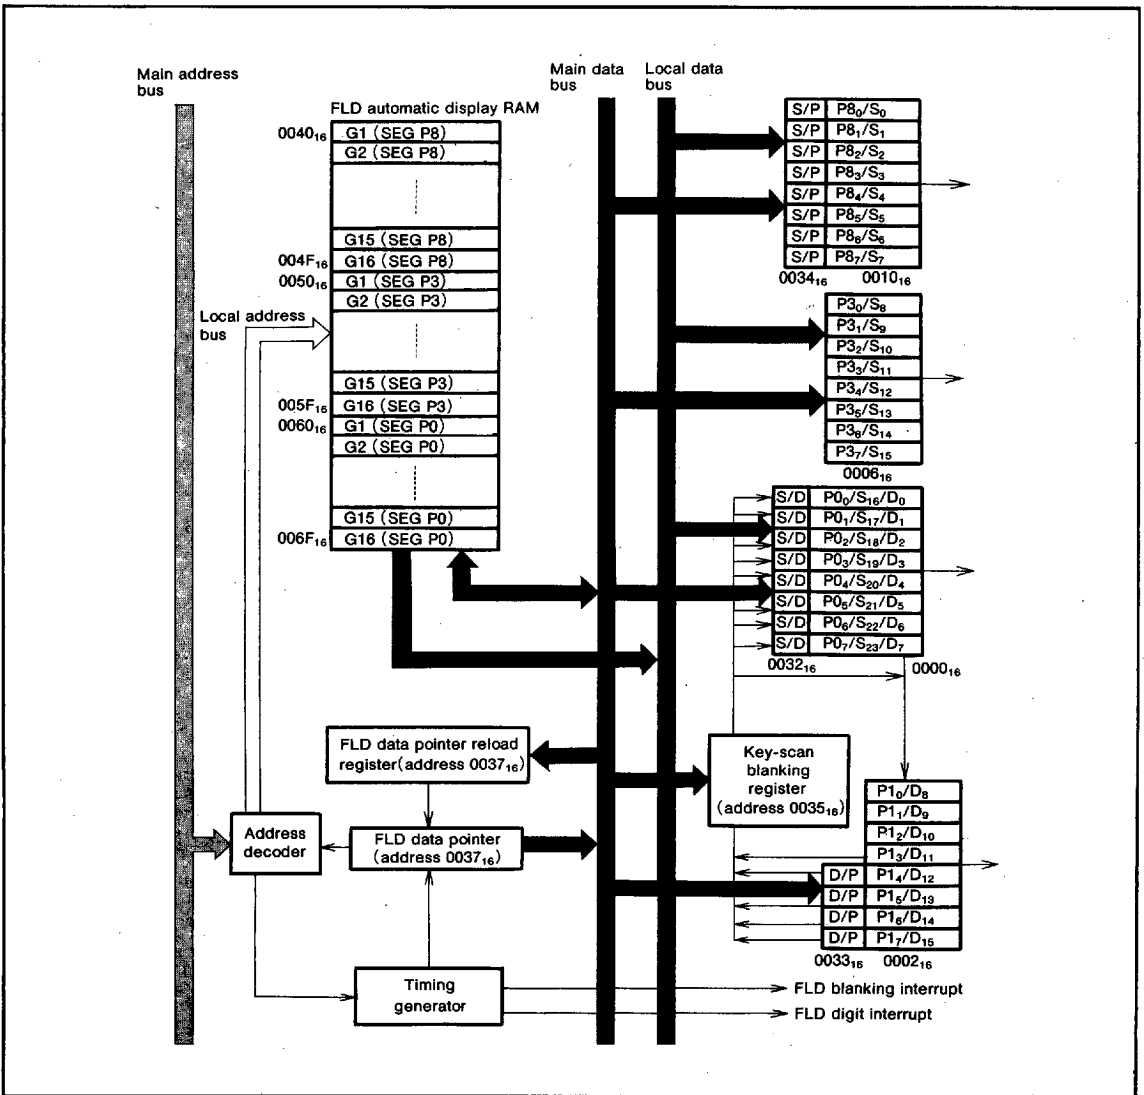 Main address
bus
FLD automatic display RAM
Main data
bus
Local data
bus
0040₁₆
G1 (SEG P8)
G2 (SEG P8)
G15 (SEG P8)
004F₁₆
G16 (SEG P8)
0050₁₆
G1 (SEG P3)
G2 (SEG P3)
Local address
bus
G15 (SEG P3)
005F₁₆
G16 (SEG P3)
0060₁₆
G1 (SEG P0)
G2 (SEG P0)
G15 (SEG P0)
006F₁₆
G16 (SEG P0)
S/P P8₀/S₀
S/P P8₁/S₁
S/P P8₂/S₂
S/P P8₃/S₃
S/P P8₄/S₄
S/P P8₅/S₅
S/P P8₆/S₆
S/P P8₇/S₇
0034₁₆ 0010₁₆
P3₀/S₈
P3₁/S₉
P3₂/S₁₀
P3₃/S₁₁
P3₄/S₁₂
P3₅/S₁₃
P3₆/S₁₄
P3₇/S₁₅
0006₁₆
S/D P0₀/S₁₆/D₀
S/D P0₁/S₁₇/D₁
S/D P0₂/S₁₈/D₂
S/D P0₃/S₁₉/D₃
S/D P0₄/S₂₀/D₄
S/D P0₅/S₂₁/D₅
S/D P0₆/S₂₂/D₆
S/D P0₇/S₂₃/D₇
0032₁₆ 0000₁₆
FLD data pointer reload
register(address 0037₁₆)
Key-scan
blanking
register
(address 0035₁₆)
Address
decoder
FLD data pointer
(address 0037₁₆)
P1₀/D₈
P1₁/D₉
P1₂/D₁₀
P1₃/D₁₁
D/P P1₄/D₁₂
D/P P1₅/D₁₃
D/P P1₆/D₁₄
D/P P1₇/D₁₅
0033₁₆ 0002₁₆
Timing
generator
FLD blanking interrupt
FLD digit interrupt